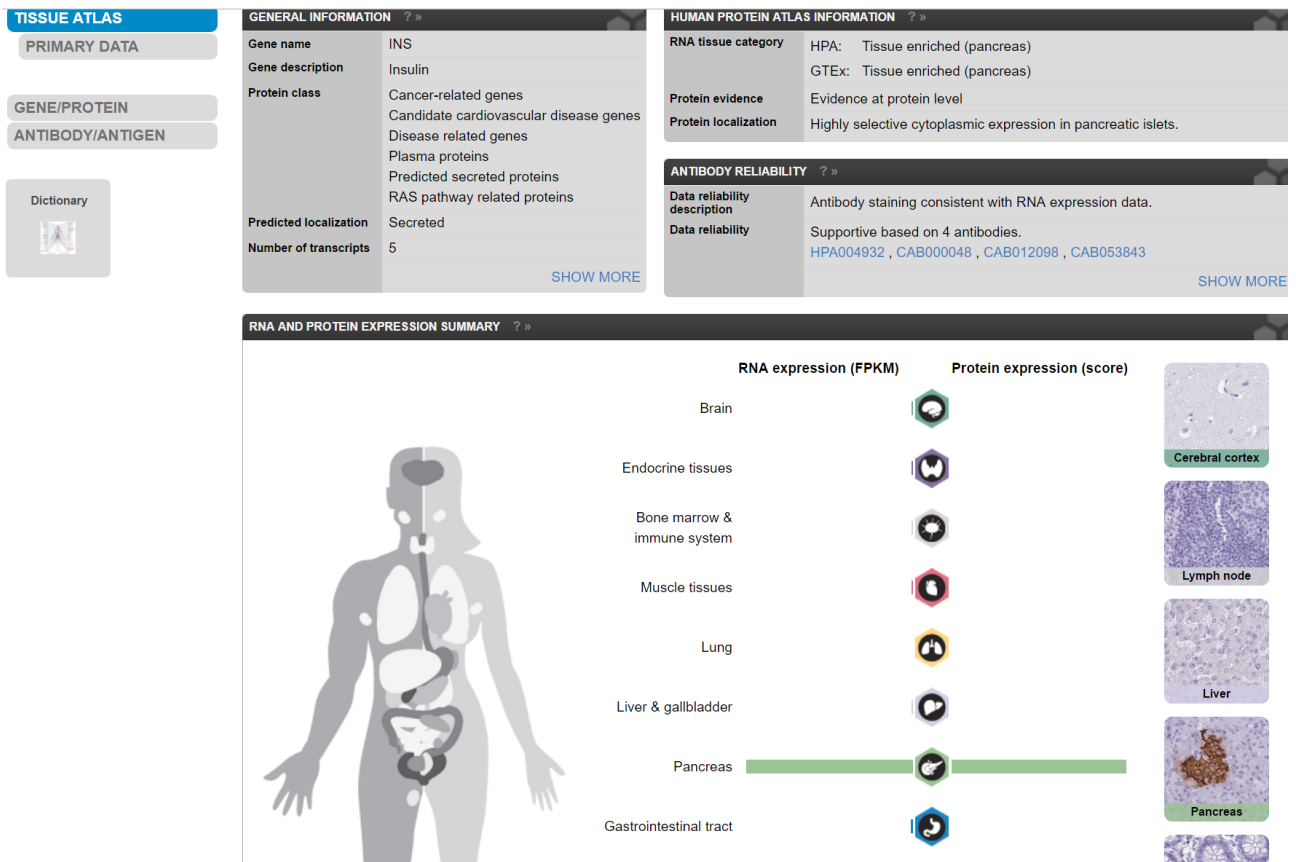 TISSUE ATLAS
PRIMARY DATA
GENE/PROTEIN
ANTIBODY/ANTIGEN
Dictionary
GENERAL INFORMATION ? »
Gene name INS
Gene description Insulin
Protein class Cancer-related genes
Candidate cardiovascular disease genes
Disease related genes
Plasma proteins
Predicted secreted proteins
RAS pathway related proteins
Predicted localization Secreted
Number of transcripts 5
SHOW MORE
HUMAN PROTEIN ATLAS INFORMATION ? »
RNA tissue category HPA: Tissue enriched (pancreas)
GTEx: Tissue enriched (pancreas)
Protein evidence Evidence at protein level
Protein localization Highly selective cytoplasmic expression in pancreatic islets.
ANTIBODY RELIABILITY ? »
Data reliability
description Antibody staining consistent with RNA expression data.
Data reliability Supportive based on 4 antibodies.
HPA004932 , CAB000048 , CAB012098 , CAB053843
SHOW MORE
RNA AND PROTEIN EXPRESSION SUMMARY ? »
RNA expression (FPKM) Protein expression (score)
Brain
Endocrine tissues
Bone marrow &
immune system
Muscle tissues
Lung
Liver & gallbladder
Pancreas
Gastrointestinal tract
Cerebral cortex
Lymph node
Liver
Pancreas